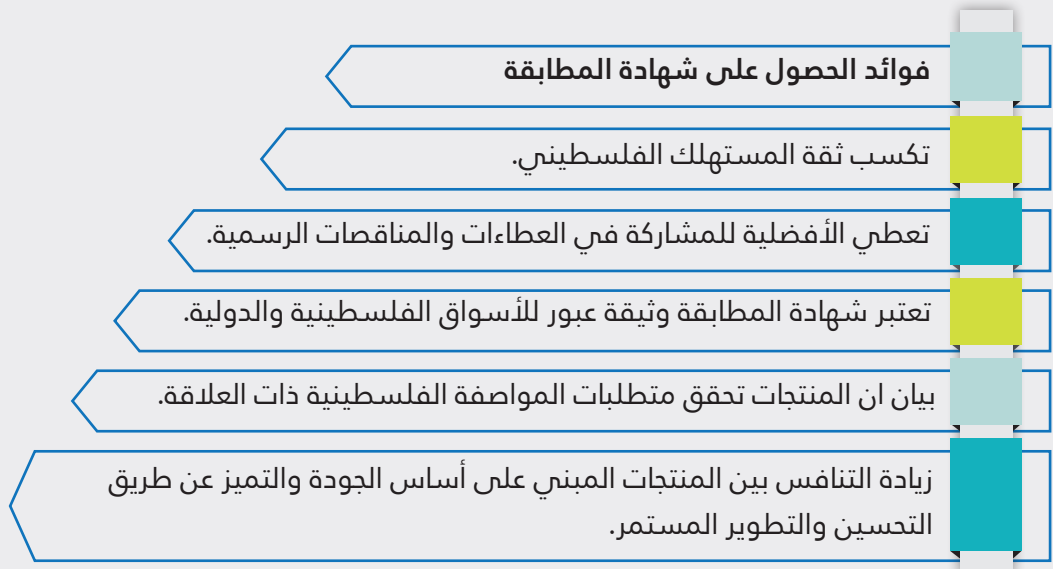 فوائد الحصول على شهادة المطابقة
تكسب ثقة المستهلك الفلسطيني.
تعطي الأفضلية للمشاركة في العطاءات والمناقصات الرسمية.
تعتبر شهادة المطابقة وثيقة عبور للأسواق الفلسطينية والدولية.
بيان ان المنتجات تحقق متطلبات المواصفة الفلسطينية ذات العلاقة.
زيادة التنافس بين المنتجات المبني على أساس الجودة والتميز عن طريق
التحسين والتطوير المستمر.